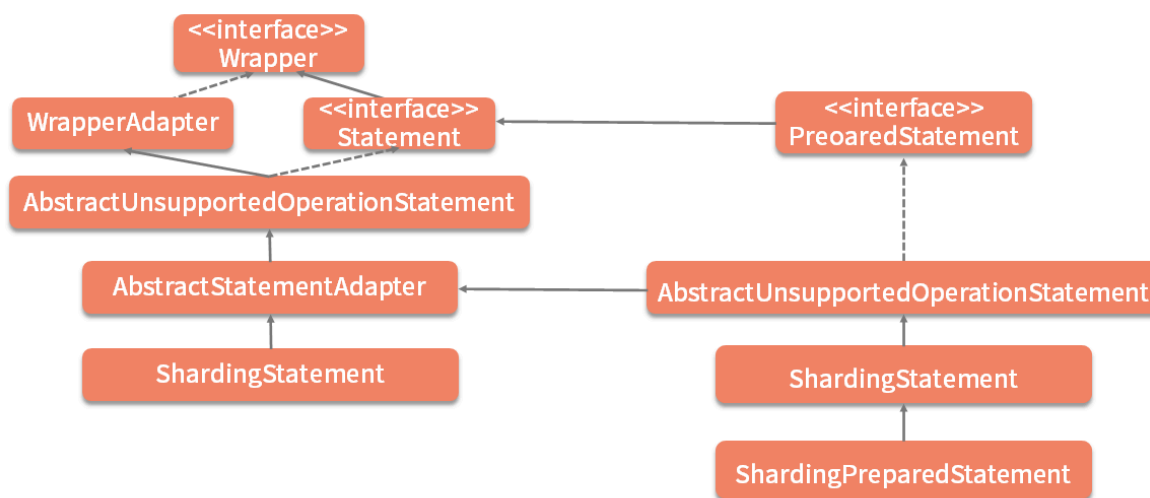 <<interface>>
Wrapper
WrapperAdapter
<<interface>>
Statement
<<interface>>
PreoaredStatement
AbstractUnsupportedOperationStatement
AbstractStatementAdapter
AbstractUnsupportedOperationStatement
ShardingStatement
ShardingStatement
ShardingPreparedStatement